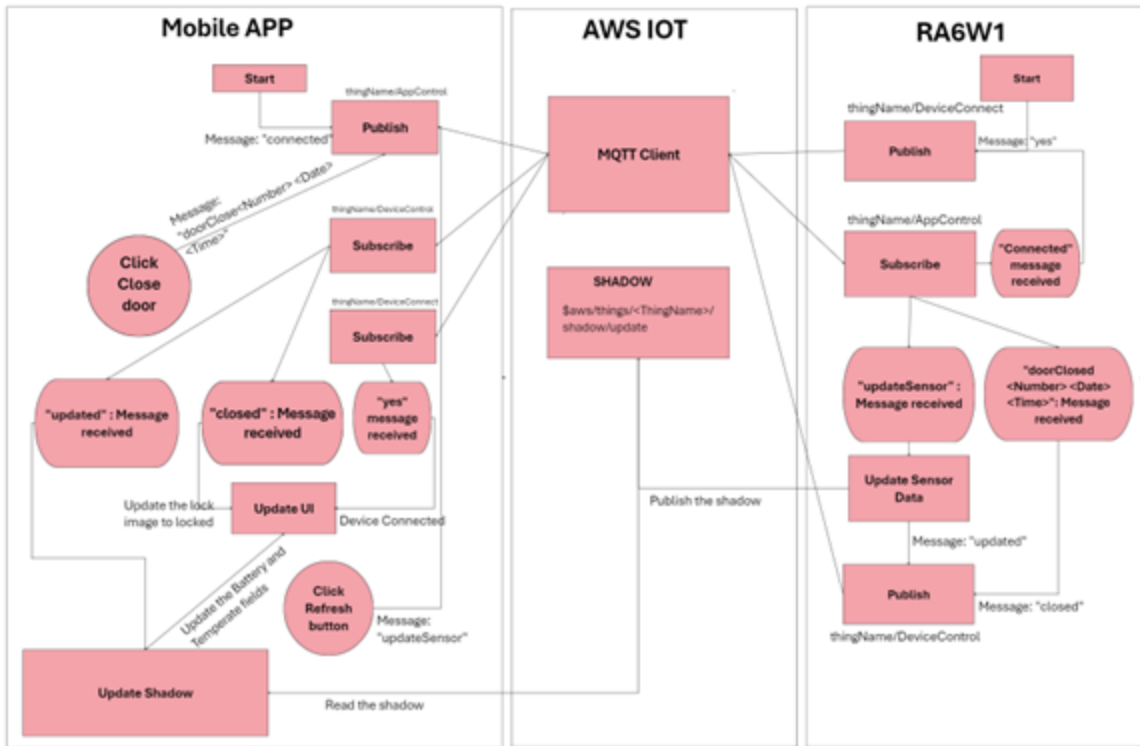 Mobile APP
Start
thingName/AppControl
Publish
Message: "connected"
Message:
"doorClose<Number> <Date>
<Time>"
Click
Close
door
thingName/DeviceControl
Subscribe
thingName/DeviceConnect
Subscribe
"updated" : Message
received
"closed" : Message
received
"yes"
message
received
Update the lock
image to locked
Update UI
Device Connected
Update the Battery and
Temperate fields
Click
Refresh
button
Message:
"updateSensor"
Update Shadow
Read the shadow
AWS IOT
MQTT Client
SHADOW
$aws/things/<ThingName>/
shadow/update
Publish the shadow
RA6W1
Start
thingName/DeviceConnect
Publish
Message: "yes"
thingName/AppControl
Subscribe
"Connected"
message
received
"updateSensor" :
Message received
"doorClosed
<Number> <Date>
<Time>": Message
received
Update Sensor
Data
Message: "updated"
Publish
Message: "closed"
thingName/DeviceControl